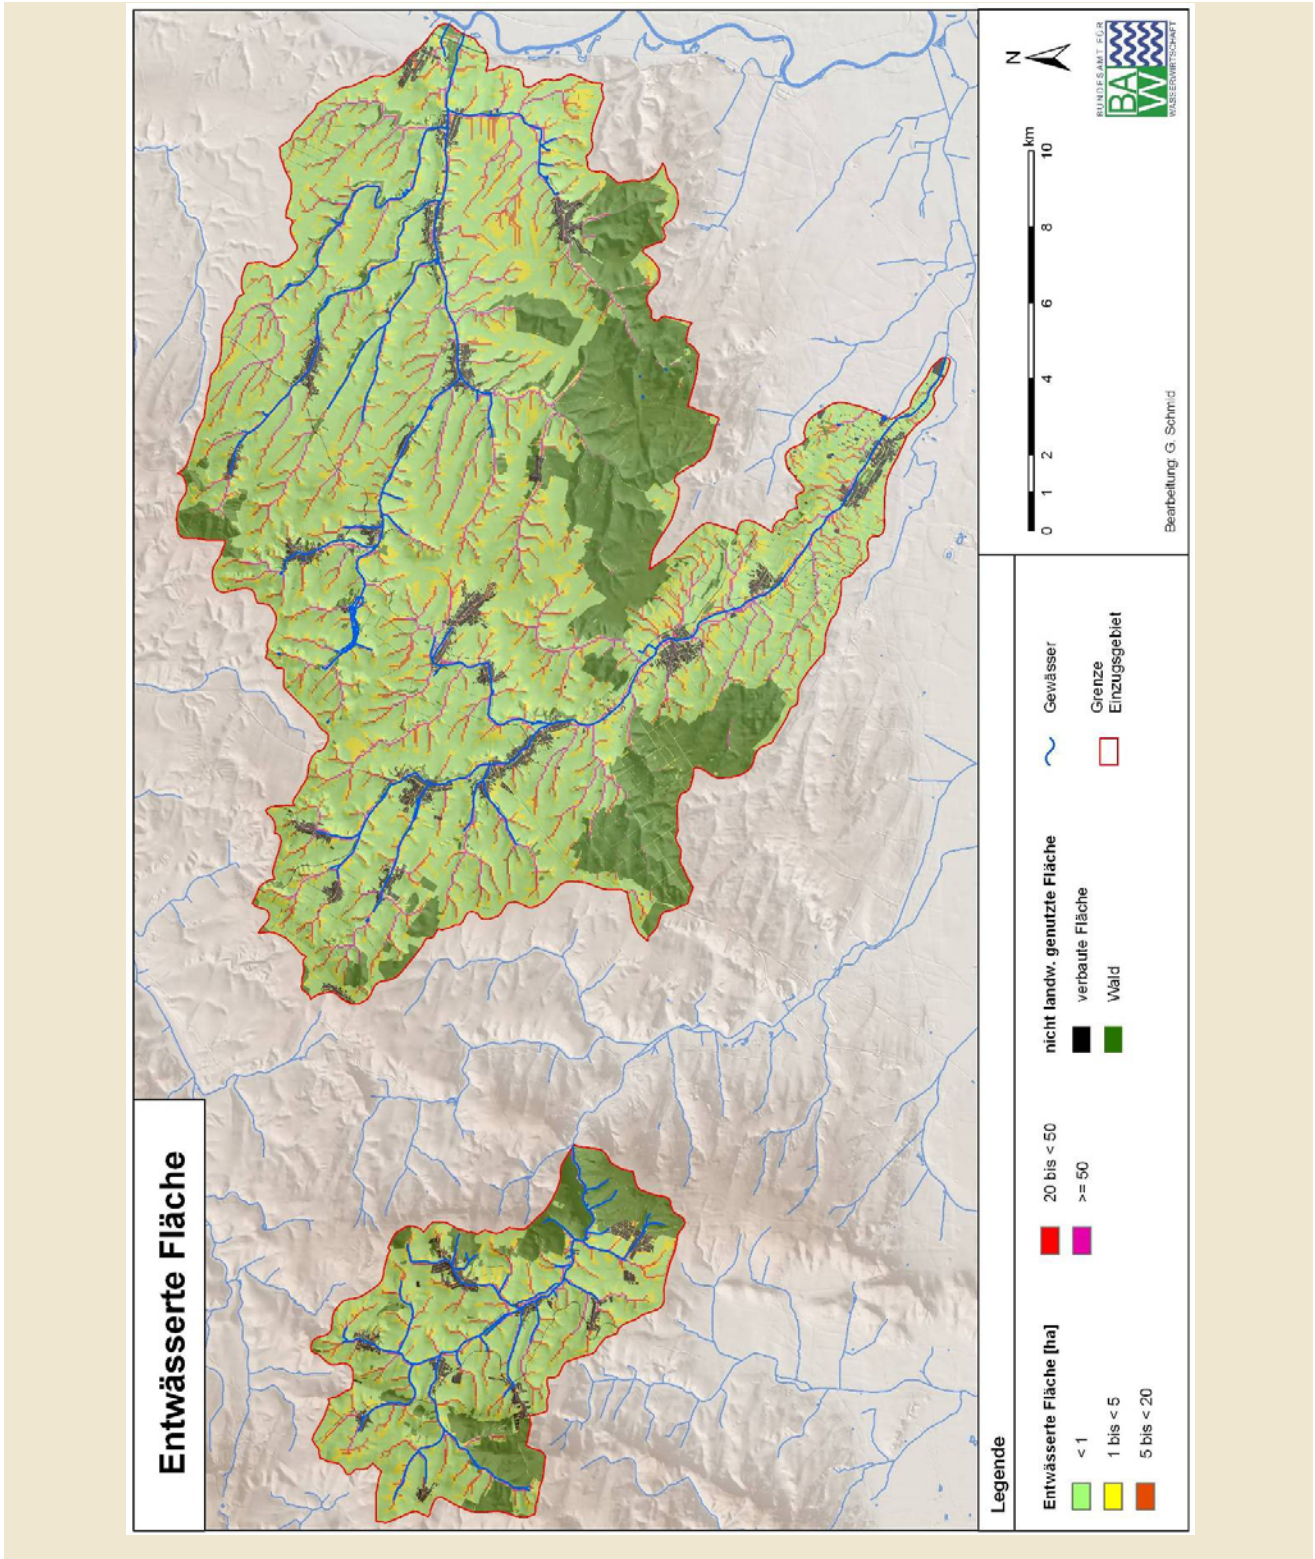 Entwässerte Fläche
Legende
Entwässerte Fläche [ha]
< 1
1 bis < 5
5 bis < 20
20 bis < 50
>= 50
nicht landw. genutzte Fläche
verbaute Fläche
Wald
Gewässer
Grenze
Einzugsgebiet
N
0 1 2 4 6 8 10
km
Bearbeitung: G. Schmid
BUNDESAMT FÜR
BAW
WASSERWIRTSCHAFT